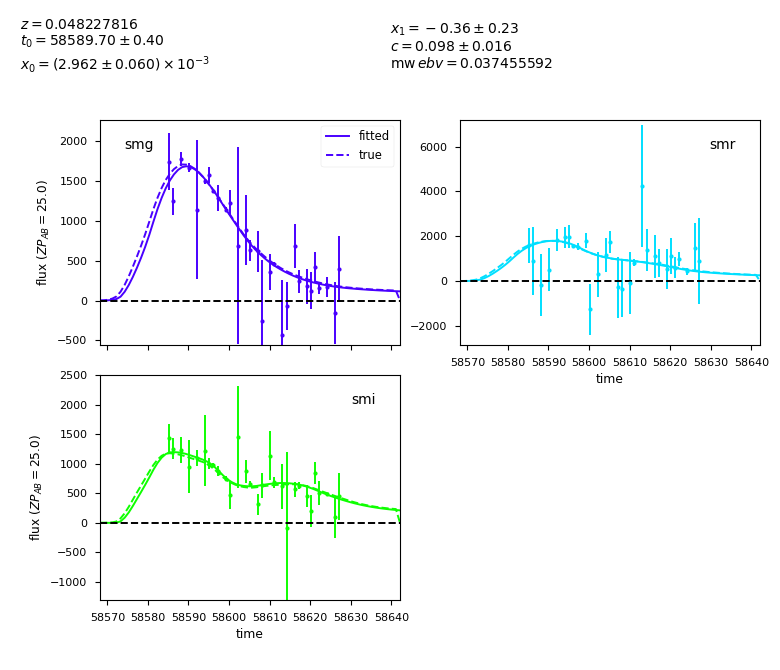 z = 0.048227816
t₀ = 58589.70 ± 0.40
x₀ = (2.962 ± 0.060) × 10⁻³
x₁ = −0.36 ± 0.23
c = 0.098 ± 0.016
mw ebv = 0.037455592
smg
fitted
true
2000
1500
1000
500
0
−500
flux (ZP_AB = 25.0)
smr
6000
4000
2000
0
−2000
58570 58580 58590 58600 58610 58620 58630 58640
time
smi
2500
2000
1500
1000
500
0
−500
−1000
flux (ZP_AB = 25.0)
58570 58580 58590 58600 58610 58620 58630 58640
time